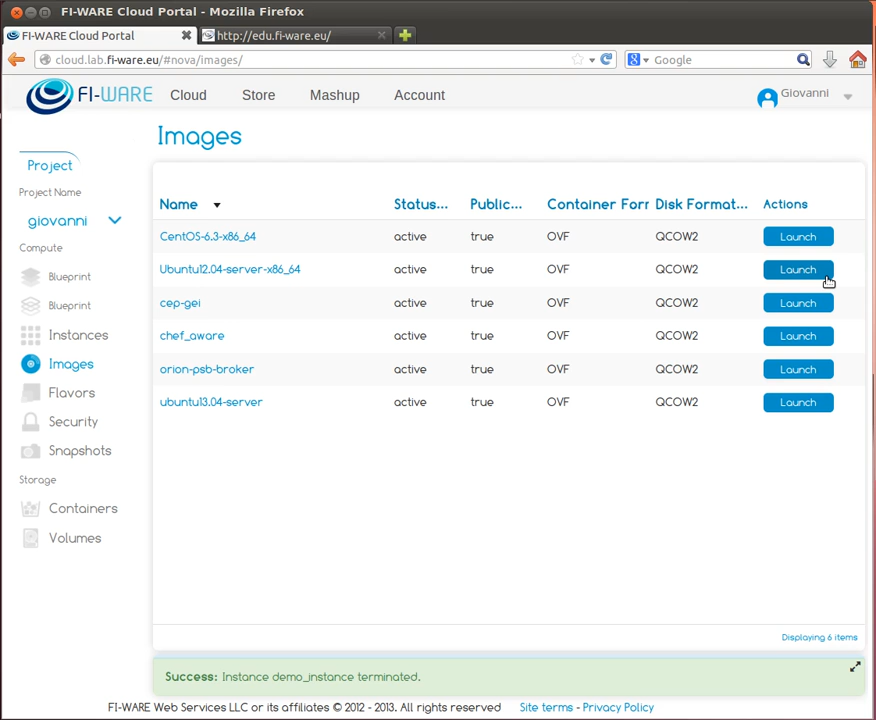 FI-WARE Cloud Portal - Mozilla Firefox
FI-WARE Cloud Portal
http://edu.fi-ware.eu/
cloud.lab.fi-ware.eu/#nova/images/
Google
FI-WARE
Cloud Store Mashup Account
Giovanni
Images
Project
Project Name
giovanni
Compute
Blueprint
Blueprint
Instances
Images
Flavors
Security
Snapshots
Storage
Containers
Volumes
Name Status... Public... Container Forr Disk Format... Actions
CentOS-6.3-x86_64 active true OVF QCOW2 Launch
Ubuntu12.04-server-x86_64 active true OVF QCOW2 Launch
cep-gei active true OVF QCOW2 Launch
chef_aware active true OVF QCOW2 Launch
orion-psb-broker active true OVF QCOW2 Launch
ubuntu13.04-server active true OVF QCOW2 Launch
Displaying 6 items
Success: Instance demo_instance terminated.
FI-WARE Web Services LLC or its affiliates © 2012 - 2013. All rights reserved Site terms - Privacy Policy